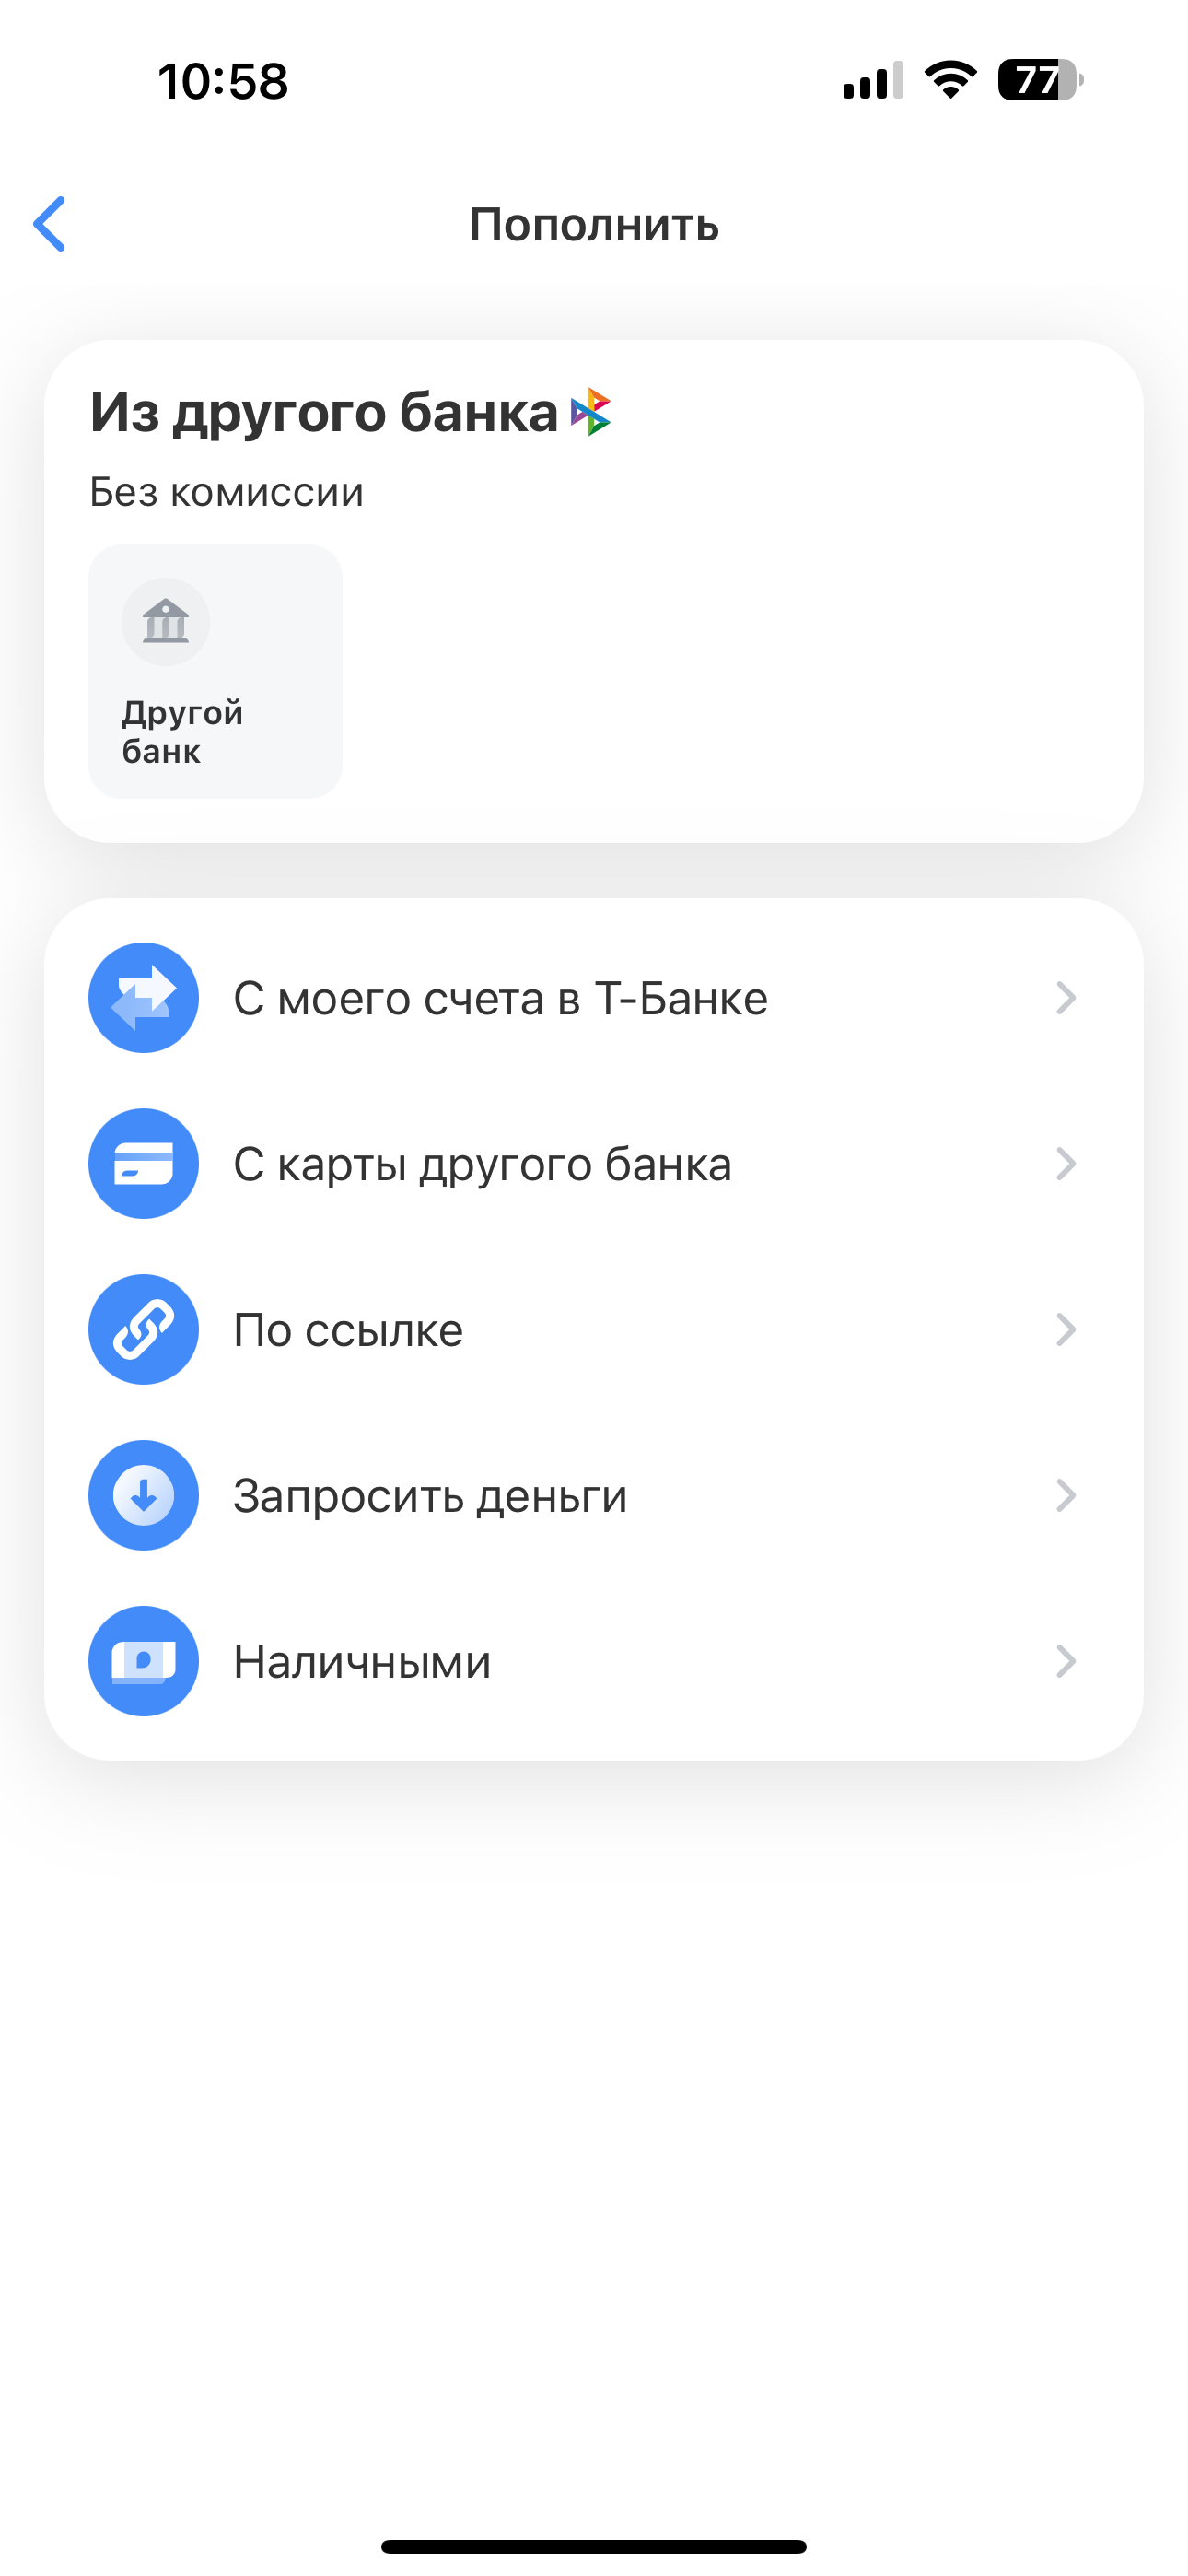 10:58
77
Пополнить
Из другого банка
Без комиссии
Другой
банк
С моего счета в Т-Банке
С карты другого банка
По ссылке
Запросить деньги
Наличными